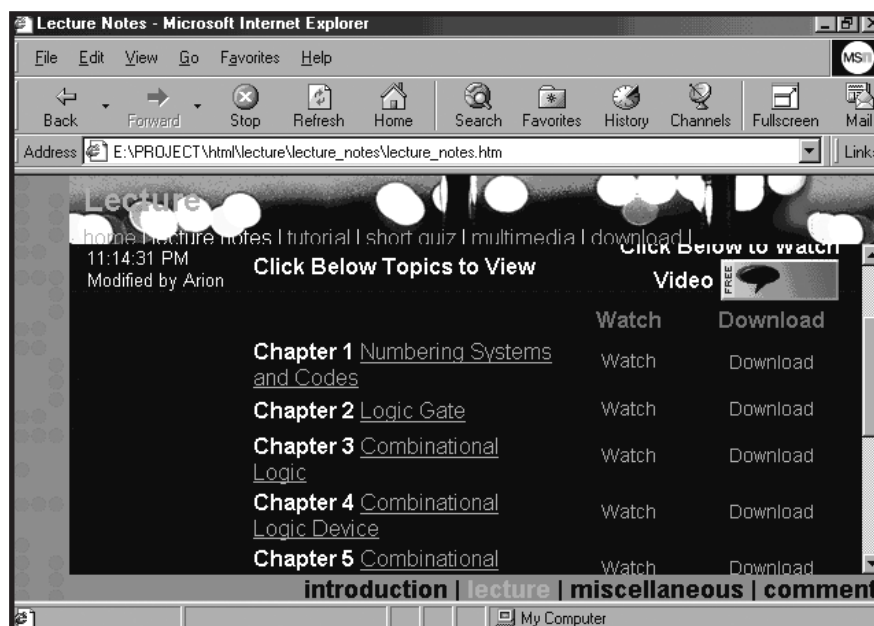 Lecture Notes - Microsoft Internet Explorer
File Edit View Go Favorites Help
msn
Back Forward Stop Refresh Home Search Favorites History Channels Fullscreen Mail
Address E:\PROJECT\html\lecture\lecture_notes\lecture_notes.htm Links
Lecture
home | lecture notes | tutorial | short quiz | multimedia | download |
11:14:31 PM
Modified by Arion
Click Below Topics to View
Click Below to Watch
Video FREE
Watch Download
Chapter 1 Numbering Systems
and Codes Watch Download
Chapter 2 Logic Gate Watch Download
Chapter 3 Combinational
Logic Watch Download
Chapter 4 Combinational
Logic Device Watch Download
Chapter 5 Combinational
Watch Download
introduction | lecture | miscellaneous | comment
My Computer